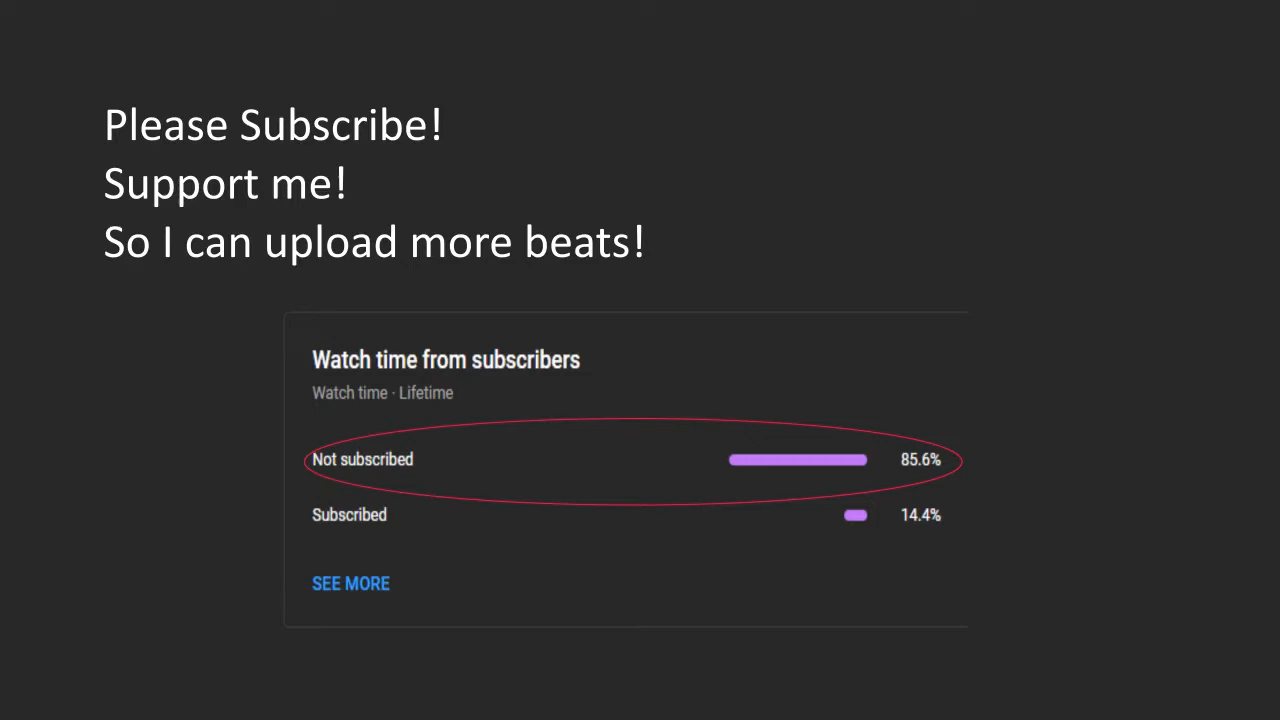 Please Subscribe!
Support me!
So I can upload more beats!
Watch time from subscribers
Watch time · Lifetime
Not subscribed 85.6%
Subscribed 14.4%
SEE MORE